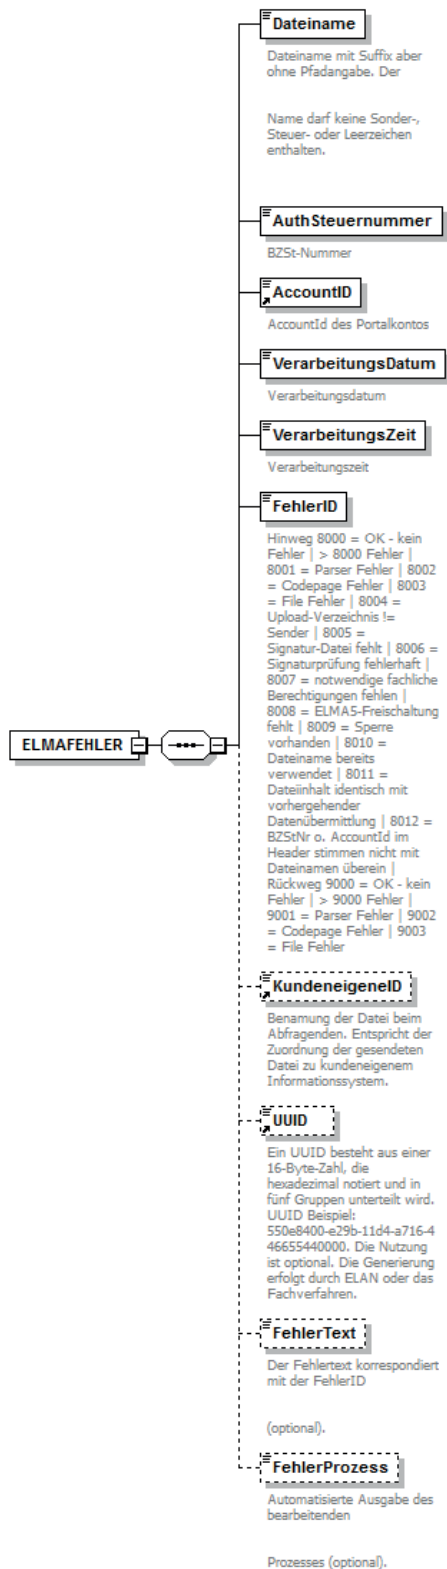 Dateiname
Dateiname mit Suffix aber
ohne Pfadangabe. Der
Name darf keine Sonder-,
Steuer- oder Leerzeichen
enthalten.
AuthSteuernummer
BZSt-Nummer
AccountID
AccountId des Portalkontos
VerarbeitungsDatum
Verarbeitungsdatum
VerarbeitungsZeit
Verarbeitungszeit
FehlerID
Hinweg 8000 = OK - kein
Fehler | > 8000 Fehler |
8001 = Parser Fehler | 8002
= Codepage Fehler | 8003
= File Fehler | 8004 =
Upload-Verzeichnis !=
Sender | 8005 =
Signatur-Datei fehlt | 8006 =
Signaturprüfung fehlerhaft |
8007 = notwendige fachliche
Berechtigungen fehlen |
8008 = ELMA5-Freischaltung
fehlt | 8009 = Sperre
vorhanden | 8010 =
Dateiname bereits
verwendet | 8011 =
Dateiinhalt identisch mit
vorhergehender
Datenübermittlung | 8012 =
BZStNr o. AccountId im
Header stimmen nicht mit
Dateinamen überein |
Rückweg 9000 = OK - kein
Fehler | > 9000 Fehler |
9001 = Parser Fehler | 9002
= Codepage Fehler | 9003
= File Fehler
ELMAFEHLER
KundeneigeneID
Benamung der Datei beim
Abfragenden. Entspricht der
Zuordnung der gesendeten
Datei zu kundeneigenem
Informationssystem.
UUID
Ein UUID besteht aus einer
16-Byte-Zahl, die
hexadezimal notiert und in
fünf Gruppen unterteilt wird.
UUID Beispiel:
550e8400-e29b-11d4-a716-4
46655440000. Die Nutzung
ist optional. Die Generierung
erfolgt durch ELAN oder das
Fachverfahren.
FehlerText
Der Fehlertext korrespondiert
mit der FehlerID
(optional).
FehlerProzess
Automatisierte Ausgabe des
bearbeitenden
Prozesses (optional).